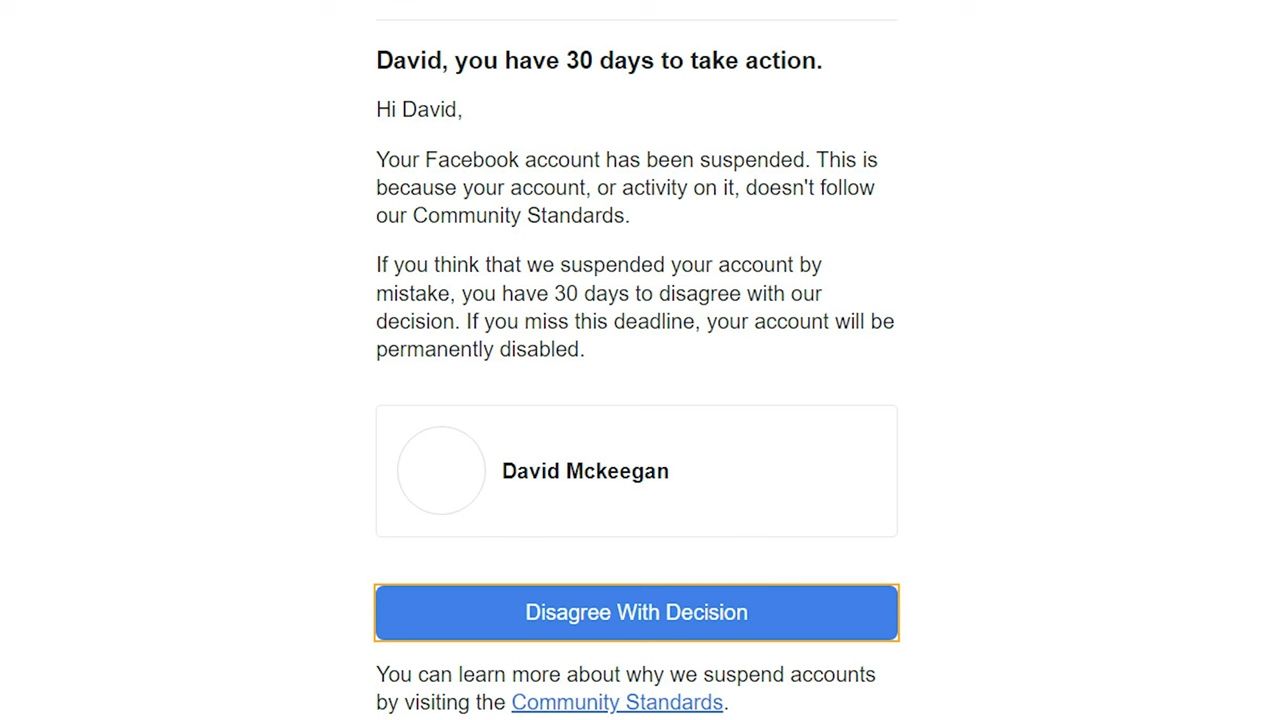 David, you have 30 days to take action.
Hi David,
Your Facebook account has been suspended. This is
because your account, or activity on it, doesn't follow
our Community Standards.
If you think that we suspended your account by
mistake, you have 30 days to disagree with our
decision. If you miss this deadline, your account will be
permanently disabled.
David Mckeegan
Disagree With Decision
You can learn more about why we suspend accounts
by visiting the Community Standards.